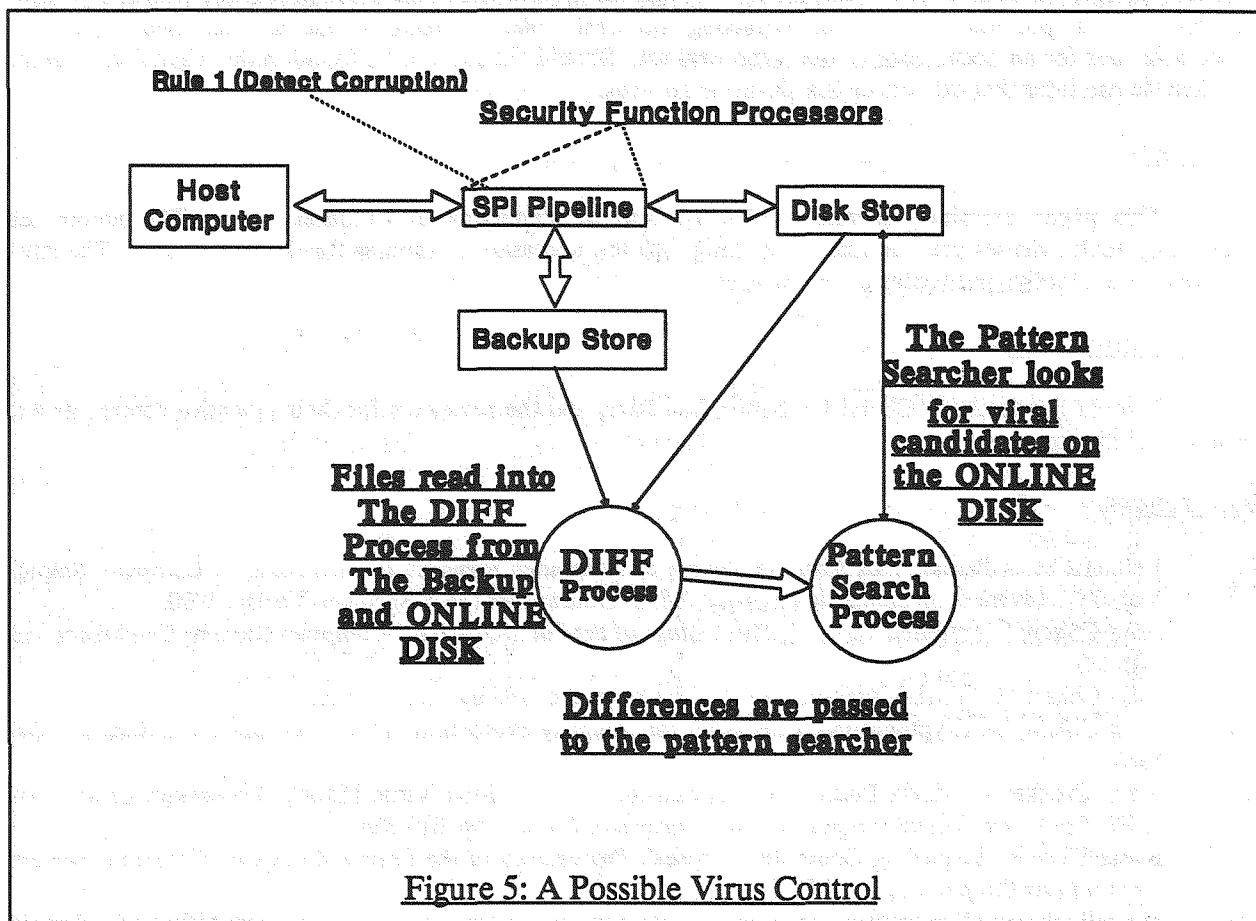 Rule 1 (Detect Corruption)
Security Function Processors
Host
Computer
SPI Pipeline
Disk Store
Backup Store
The Pattern
Searcher looks
for viral
candidates on
the ONLINE
DISK
Files read into
The DIFF
Process from
The Backup
and ONLINE
DISK
DIFF
Process
Pattern
Search
Process
Differences are passed
to the pattern searcher
Figure 5: A Possible Virus Control